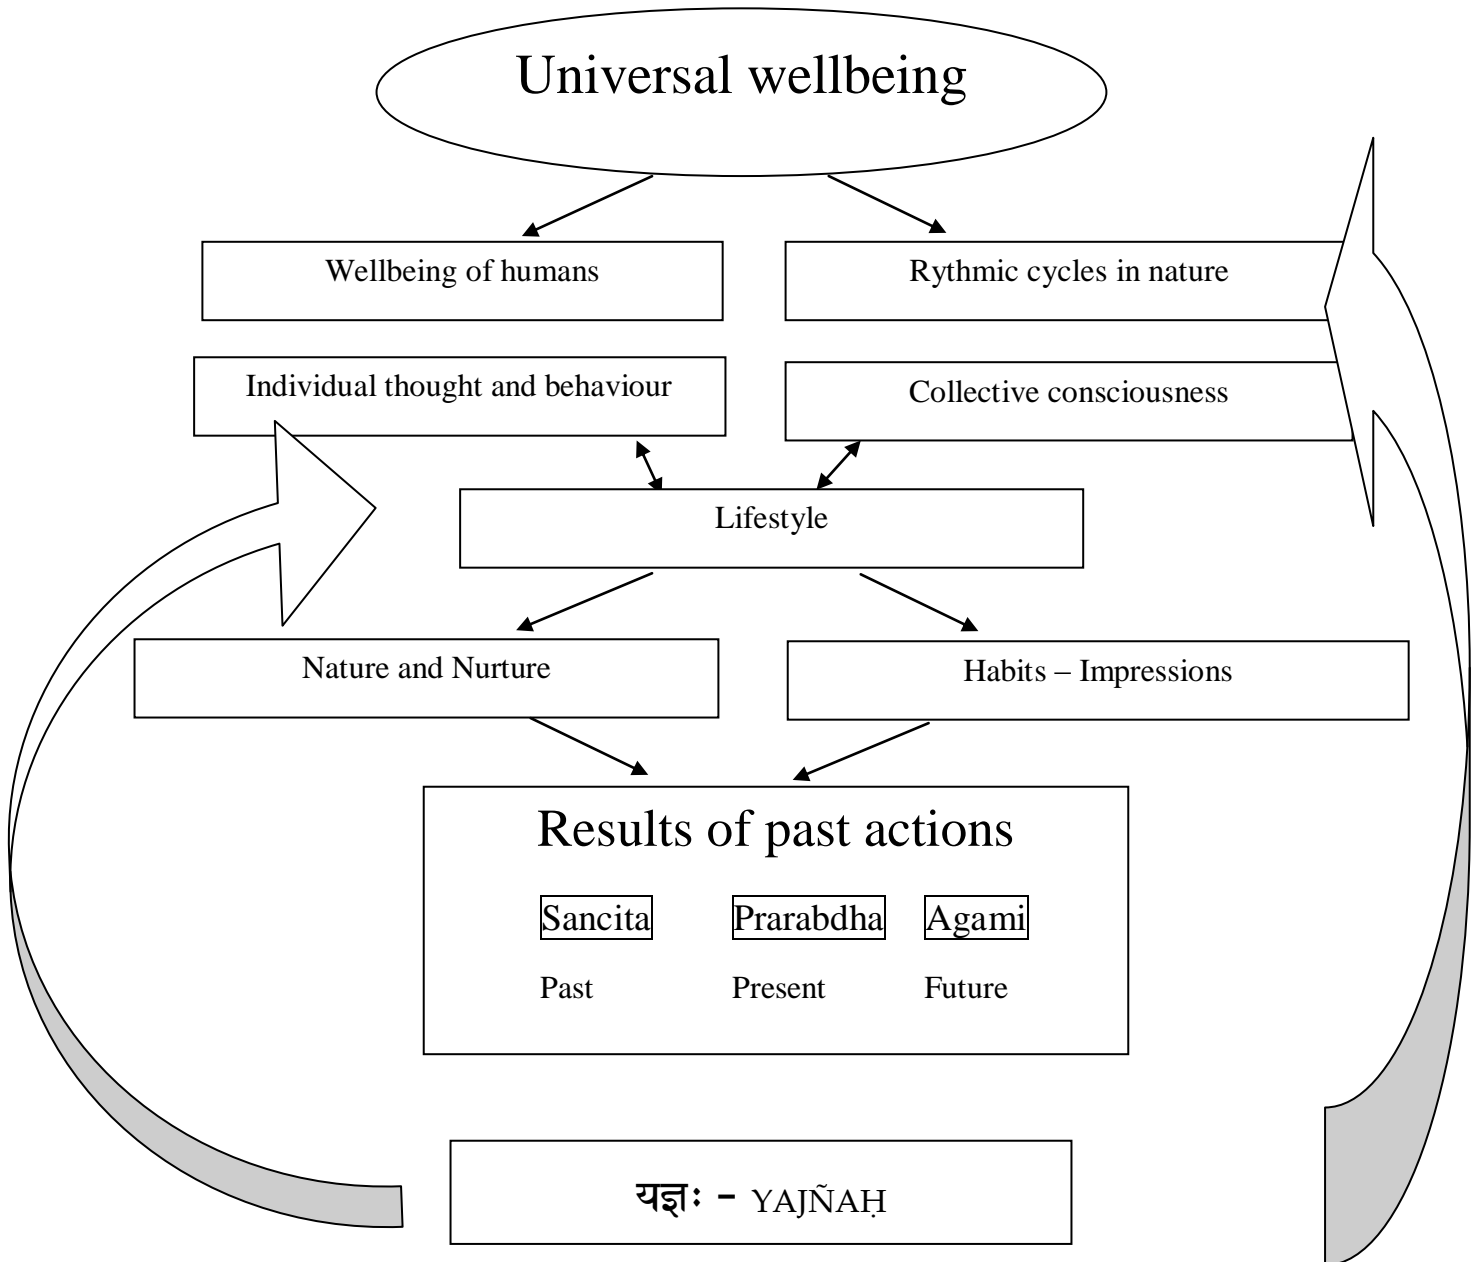 Universal wellbeing
Wellbeing of humans
Rythmic cycles in nature
Individual thought and behaviour
Collective consciousness
Lifestyle
Nature and Nurture
Habits – Impressions
Results of past actions
Sancita Prarabdha Agami
Past Present Future
यज्ञः - YAJÑAḤ